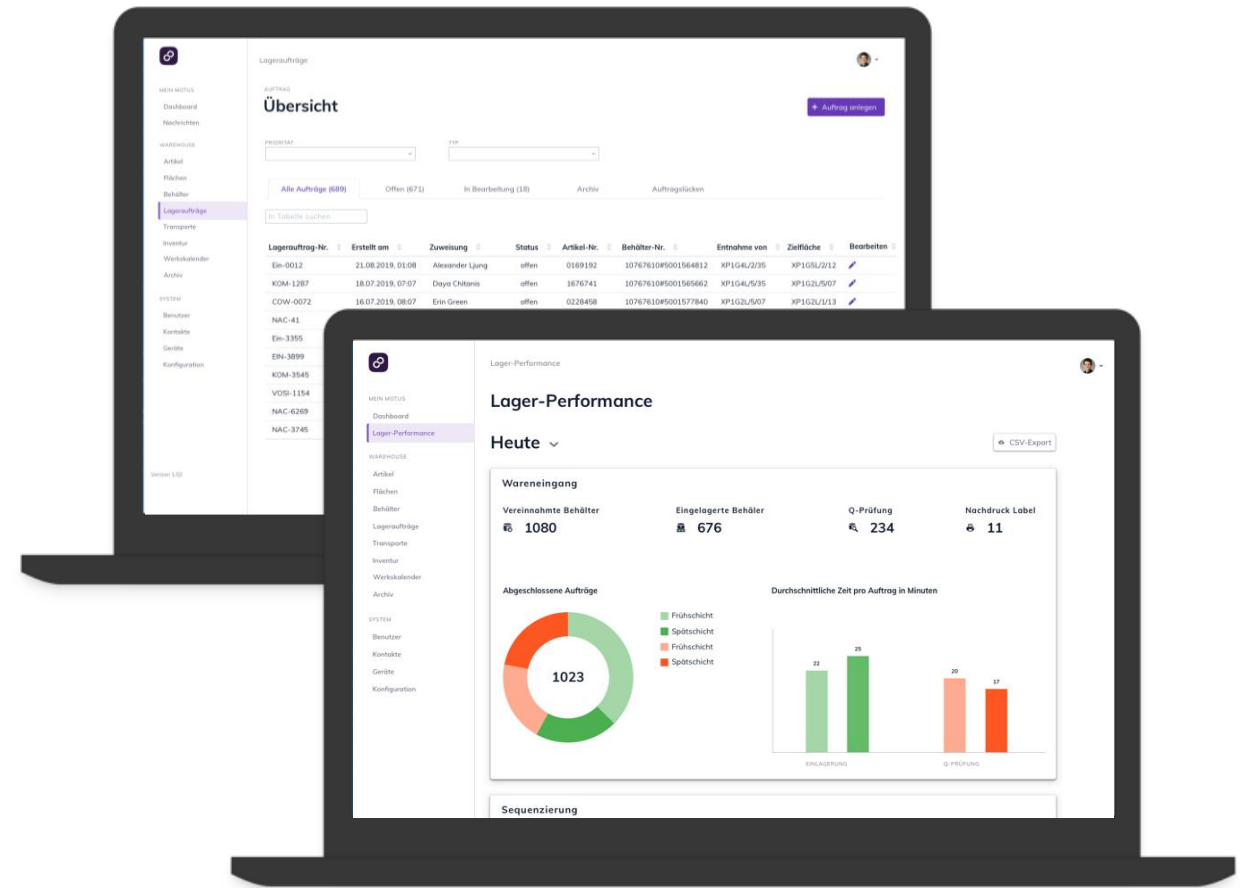 Lageraufträge
MEIN MOTUS
Dashboard
Nachrichten
WAREHOUSE
Artikel
Flächen
Behälter
Lageraufträge
Transporte
Inventur
Werkskalender
Archiv
SYSTEM
Benutzer
Kontakte
Geräte
Konfiguration
Version 1.02
AUFTRAG
Übersicht
+ Auftrag anlegen
PRIORITÄT TYP
Alle Aufträge (689) Offen (671) In Bearbeitung (18) Archiv Auftragslücken
In Tabelle suchen
Lagerauftrag-Nr. Erstellt am Zuweisung Status Artikel-Nr. Behälter-Nr. Entnahme von Zielfläche Bearbeiten
Ein-0012 21.08.2019, 01:08 Alexander Ljung offen 0169192 10767610#5001564812 XP1G4L/2/35 XP1G5L/2/12
KOM-1287 18.07.2019, 07:07 Daya Chitanis offen 1676741 10767610#5001565662 XP1G4L/5/35 XP1G2L/5/07
COW-0072 16.07.2019, 08:07 Erin Green offen 0228458 10767610#5001577840 XP1G2L/5/07 XP1G2L/1/13
NAC-41
Ein-3355
EIN-3899
KOM-3545
VOSI-1154
NAC-6269
NAC-3745
Lager-Performance
MEIN MOTUS
Dashboard
Lager-Performance
WAREHOUSE
Artikel
Flächen
Behälter
Lageraufträge
Transporte
Inventur
Werkskalender
Archiv
SYSTEM
Benutzer
Kontakte
Geräte
Konfiguration
Lager-Performance
Heute
CSV-Export
Wareneingang
Vereinnahmte Behälter Eingelagerte Behäler Q-Prüfung Nachdruck Label
1080 676 234 11
Abgeschlossene Aufträge
1023
Frühschicht
Spätschicht
Frühschicht
Spätschicht
Durchschnittliche Zeit pro Auftrag in Minuten
22 25 20 17
EINLAGERUNG Q-PRÜFUNG
Sequenzierung